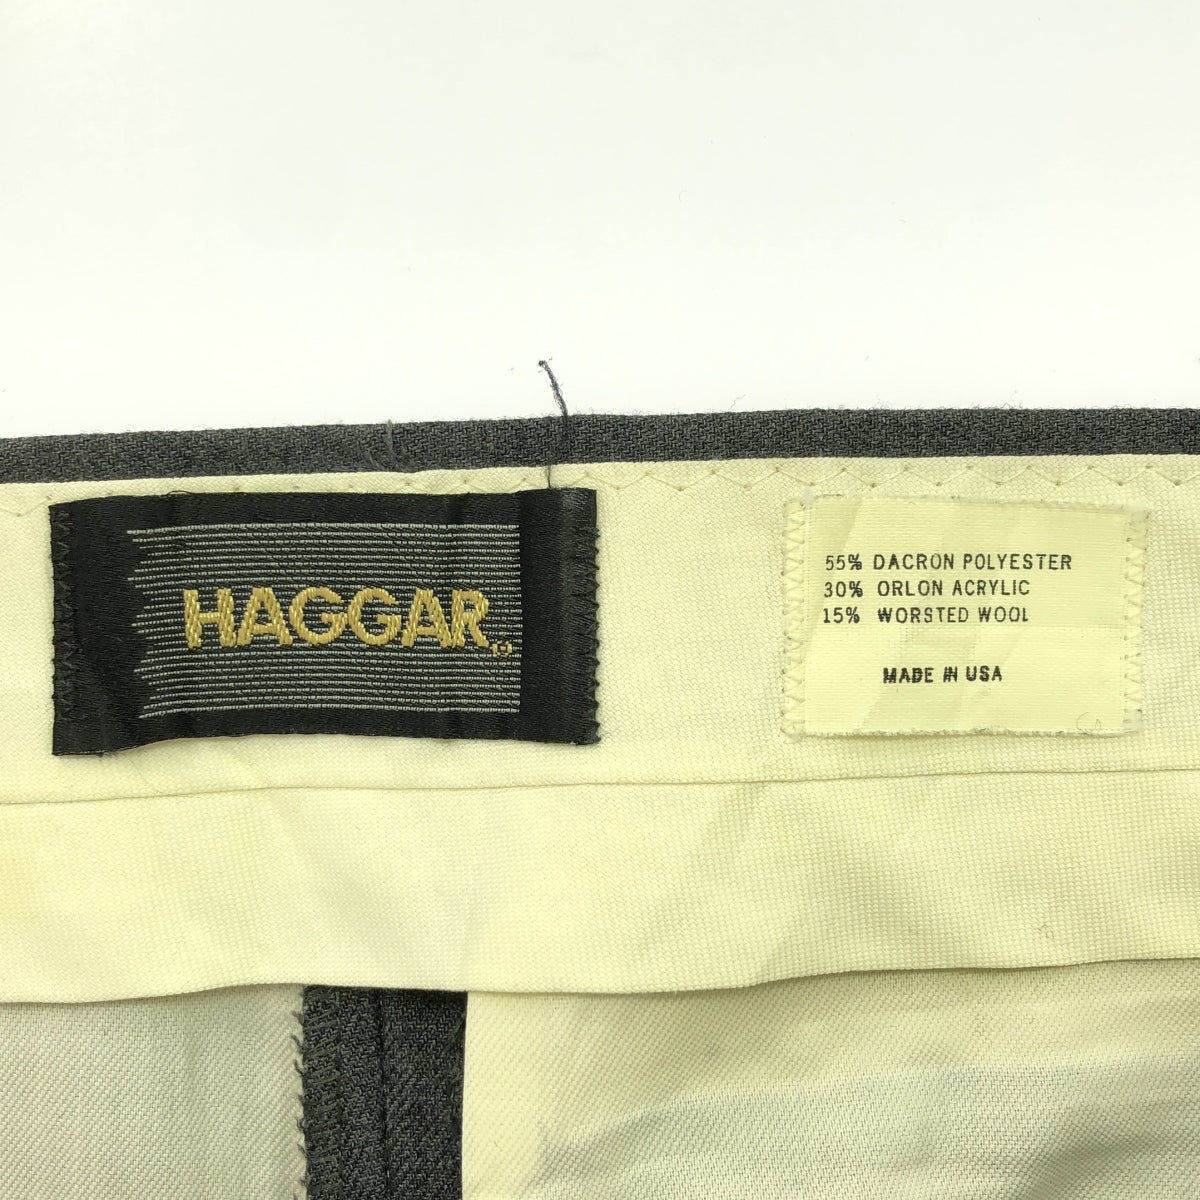 HAGGAR®
55% DACRON POLYESTER
30% ORLON ACRYLIC
15% WORSTED WOOL
MADE IN USA